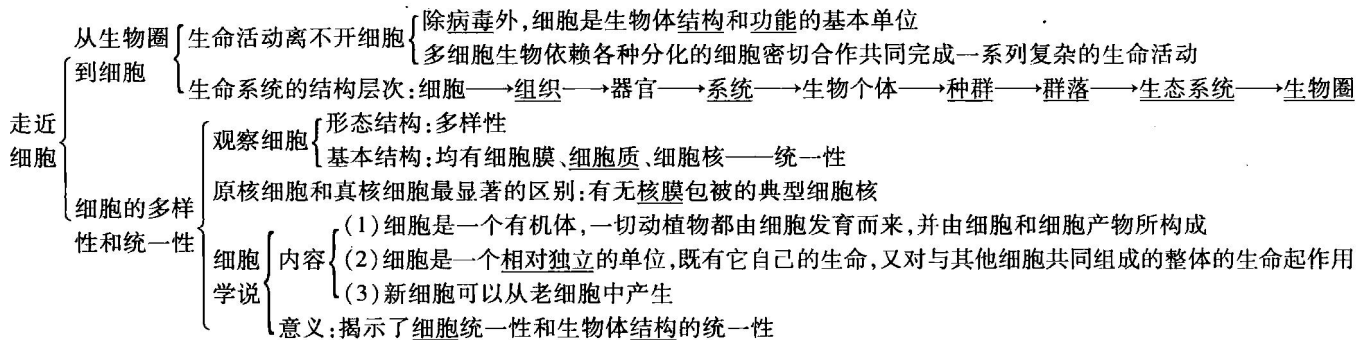 走近
细胞
从生物圈
到细胞
生命活动离不开细胞
除病毒外,细胞是生物体结构和功能的基本单位
多细胞生物依赖各种分化的细胞密切合作共同完成一系列复杂的生命活动
生命系统的结构层次:细胞→组织→器官→系统→生物个体→种群→群落→生态系统→生物圈
细胞的多样
性和统一性
观察细胞
形态结构:多样性
基本结构:均有细胞膜、细胞质、细胞核——统一性
原核细胞和真核细胞最显著的区别:有无核膜包被的典型细胞核
细胞
学说
内容
(1)细胞是一个有机体,一切动植物都由细胞发育而来,并由细胞和细胞产物所构成
(2)细胞是一个相对独立的单位,既有它自己的生命,又对与其他细胞共同组成的整体的生命起作用
(3)新细胞可以从老细胞中产生
意义:揭示了细胞统一性和生物体结构的统一性